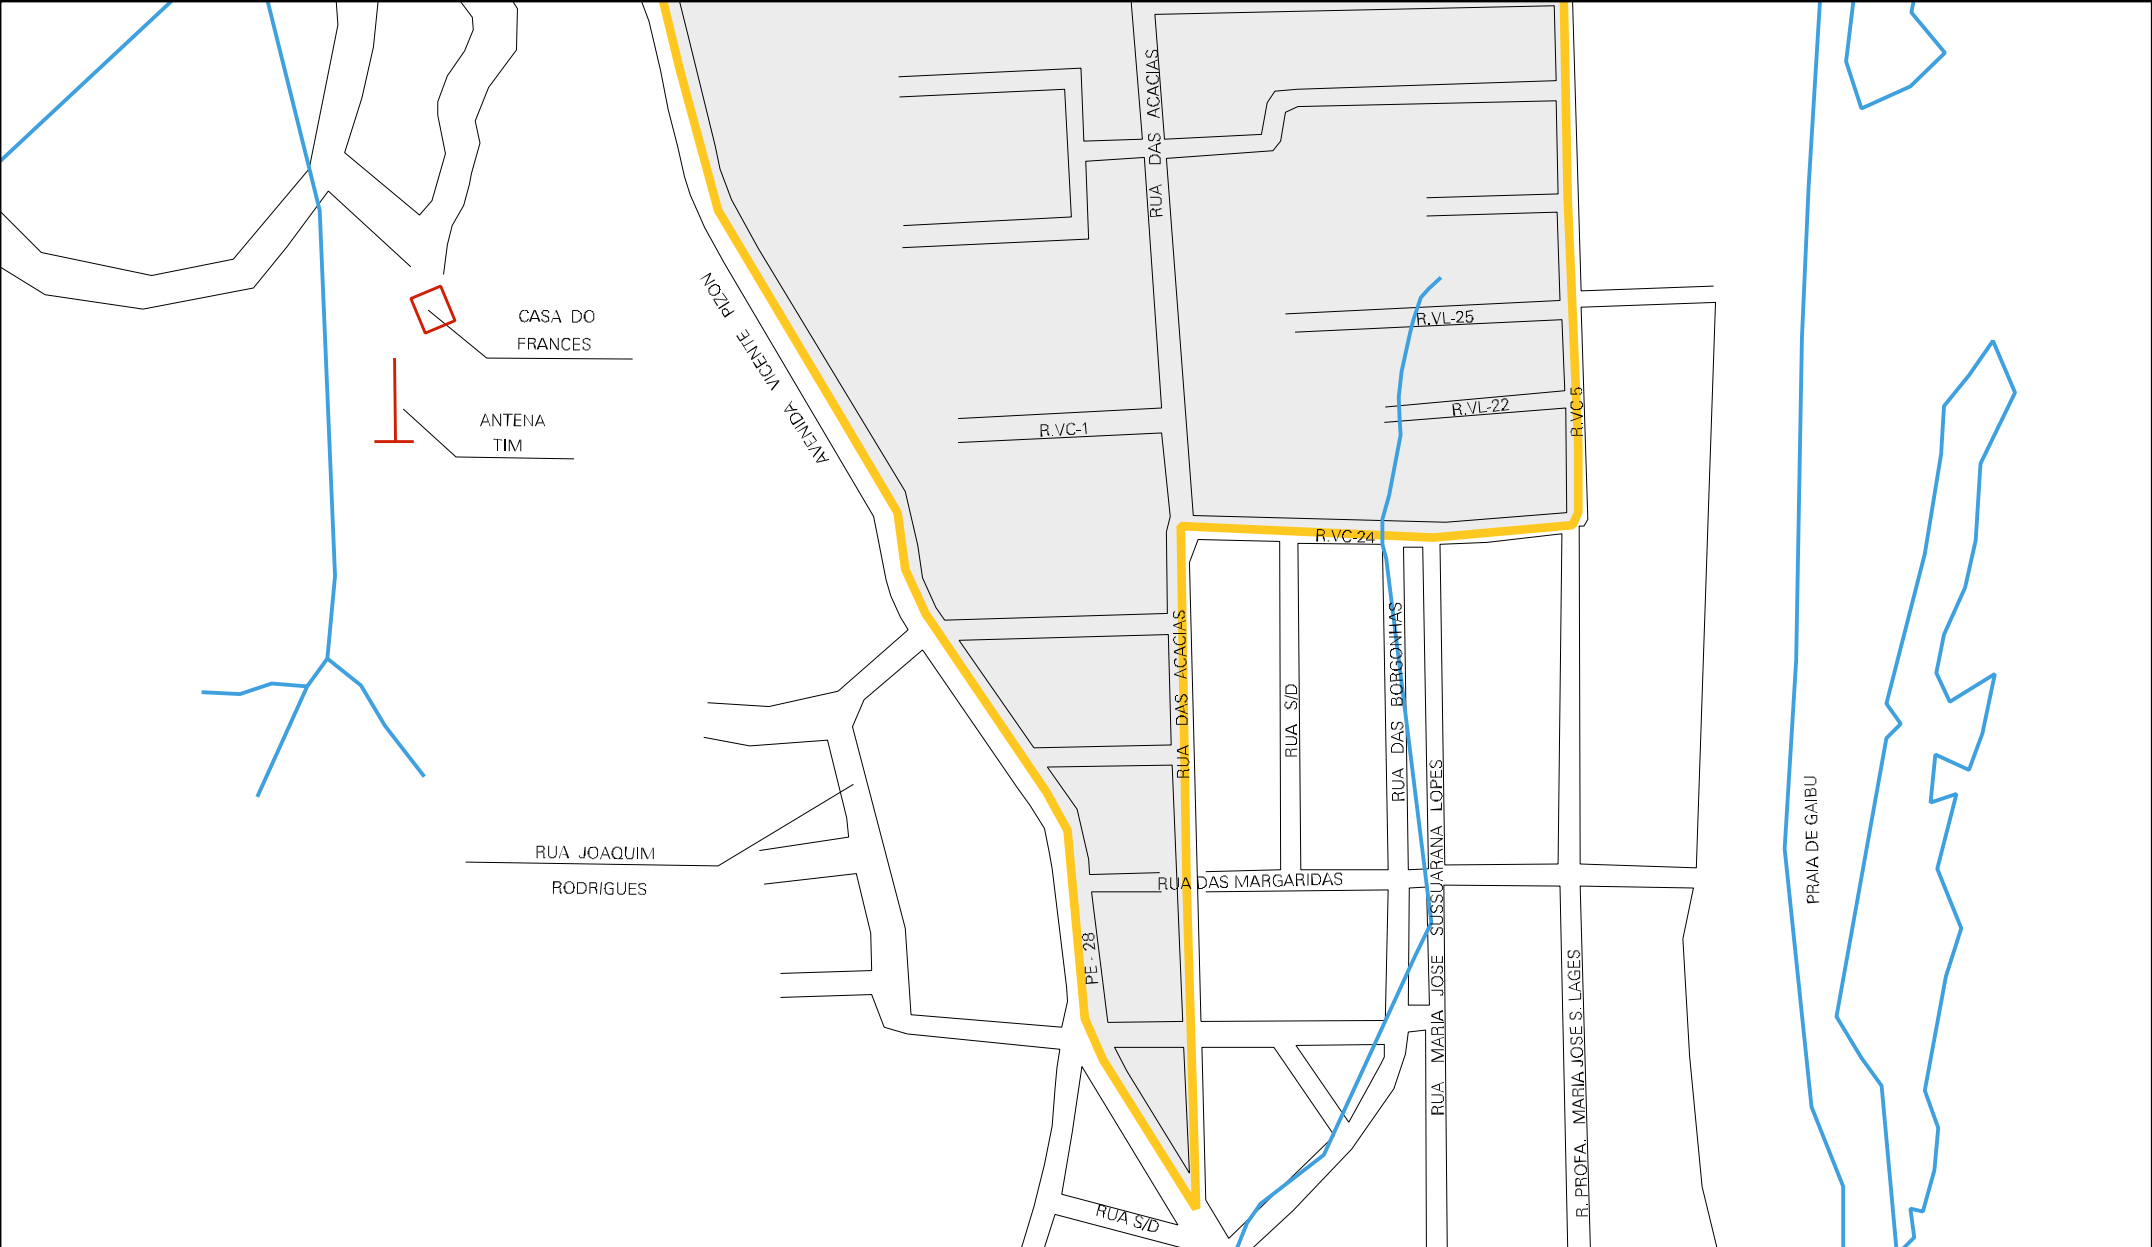 RUA DAS ACACIAS
AVENIDA VICENTE PIZON
CASA DO
FRANCES
R.VL-25
R.VL-22
R.VC-5
ANTENA
TIM
R.VC-1
R.VC-24
RUA DAS ACACIAS
RUA S/D
RUA DAS BORGONHAS
RUA MARIA JOSE SUSSUARANA LOPES
PRAIA DE GAIBU
RUA JOAQUIM
RODRIGUES
RUA DAS MARGARIDAS
PE - 28
R. PROFA. MARIA JOSE S. LAGES
RUA S/D